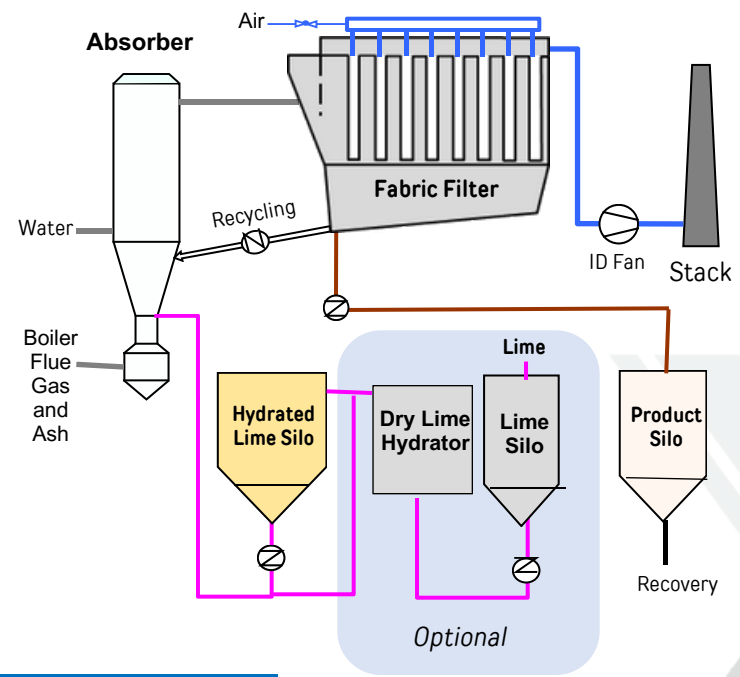 Air
Absorber
Fabric Filter
Recycling
Water
ID Fan
Stack
Boiler
Flue
Gas
and
Ash
Lime
Hydrated
Lime Silo
Dry Lime
Hydrator
Lime
Silo
Product
Silo
Recovery
Optional